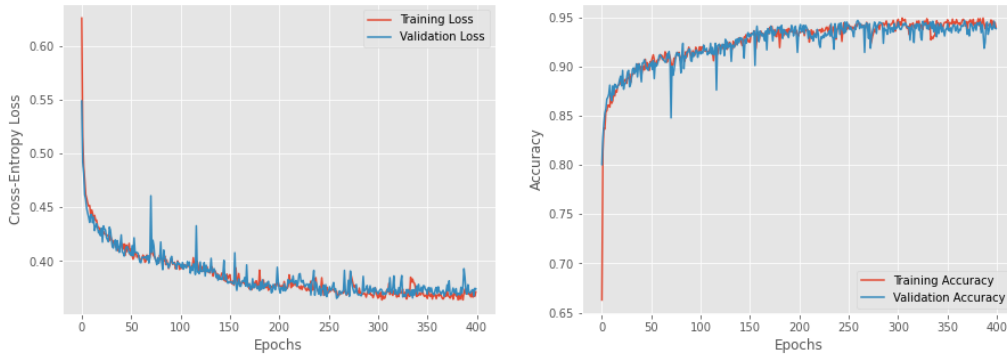 Training Loss
Validation Loss
Cross-Entropy Loss
0.60
0.55
0.50
0.45
0.40
0 50 100 150 200 250 300 350 400
Epochs
Accuracy
0.95
0.90
0.85
0.80
0.75
0.70
0.65
Training Accuracy
Validation Accuracy
0 50 100 150 200 250 300 350 400
Epochs